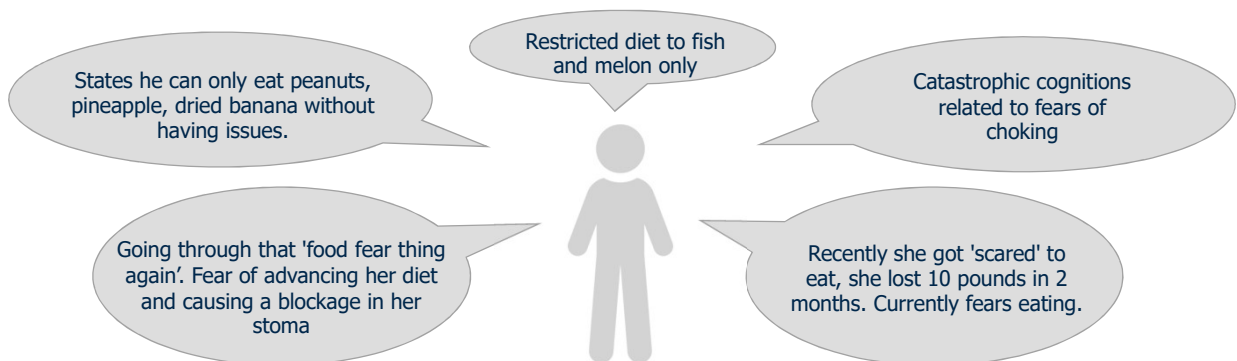 Restricted diet to fish
and melon only
States he can only eat peanuts,
pineapple, dried banana without
having issues.
Catastrophic cognitions
related to fears of
choking
Going through that 'food fear thing
again’. Fear of advancing her diet
and causing a blockage in her
stoma
Recently she got 'scared' to
eat, she lost 10 pounds in 2
months. Currently fears eating.